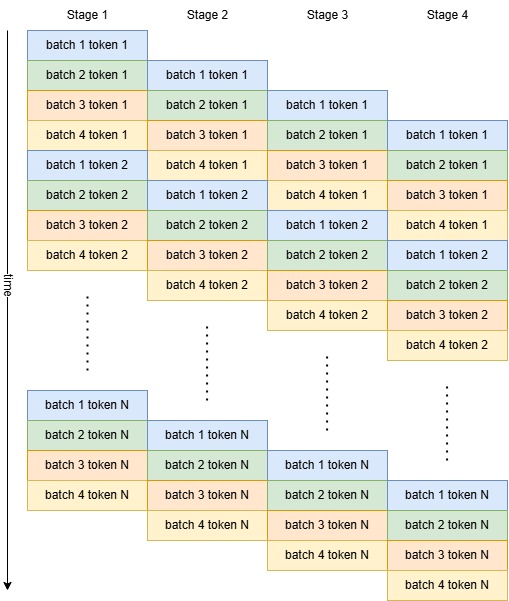 Stage 1 Stage 2 Stage 3 Stage 4
batch 1 token 1
batch 2 token 1 batch 1 token 1
batch 3 token 1 batch 2 token 1 batch 1 token 1
batch 4 token 1 batch 3 token 1 batch 2 token 1 batch 1 token 1
batch 1 token 2 batch 4 token 1 batch 3 token 1 batch 2 token 1
batch 2 token 2 batch 1 token 2 batch 4 token 1 batch 3 token 1
batch 3 token 2 batch 2 token 2 batch 1 token 2 batch 4 token 1
batch 4 token 2 batch 3 token 2 batch 2 token 2 batch 1 token 2
time
batch 4 token 2 batch 3 token 2 batch 2 token 2
batch 4 token 2 batch 3 token 2
batch 4 token 2
batch 1 token N
batch 2 token N batch 1 token N
batch 3 token N batch 2 token N batch 1 token N
batch 4 token N batch 3 token N batch 2 token N batch 1 token N
batch 4 token N batch 3 token N batch 2 token N
batch 4 token N batch 3 token N
batch 4 token N